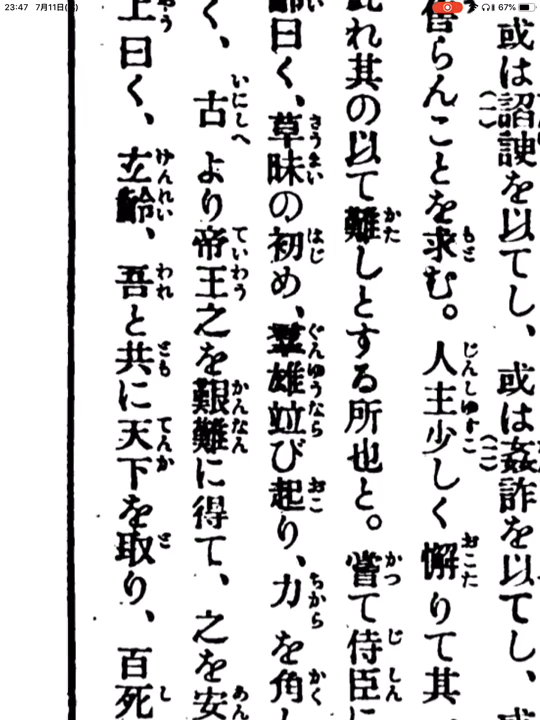 23:47 7月11日 67%
或は諂諛を以てし、或は姦詐を以てし、或
らんことを求む。人主少しく懈りて其
れ其の以て難しとする所也と。嘗て侍臣に
齡曰く、草昧の初め、羣雄竝び起り、力を角
く、古より帝王之を艱難に得て、之を安
上曰く、玄齡、吾と共に天下を取り、百死